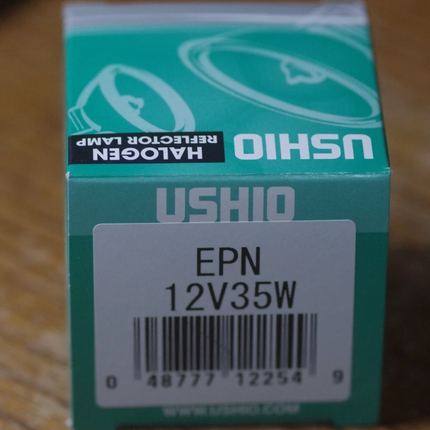 USHIO
HALOGEN
REFLECTOR LAMP
USHIO
EPN
12V35W
0 48777 12254 9
WWW.USHIO.COM